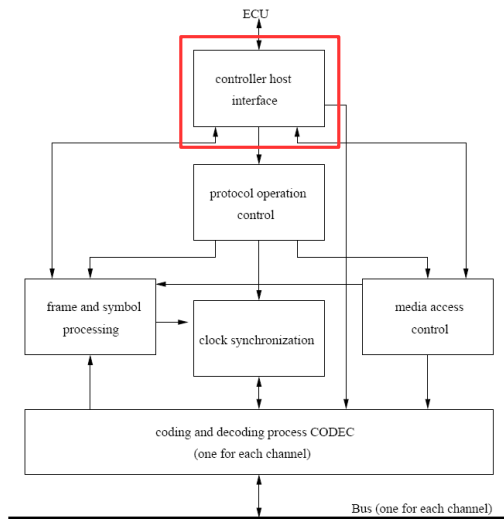 ECU
controller host
interface
protocol operation
control
frame and symbol
processing
media access
control
clock synchronization
coding and decoding process CODEC
(one for each channel)
Bus (one for each channel)